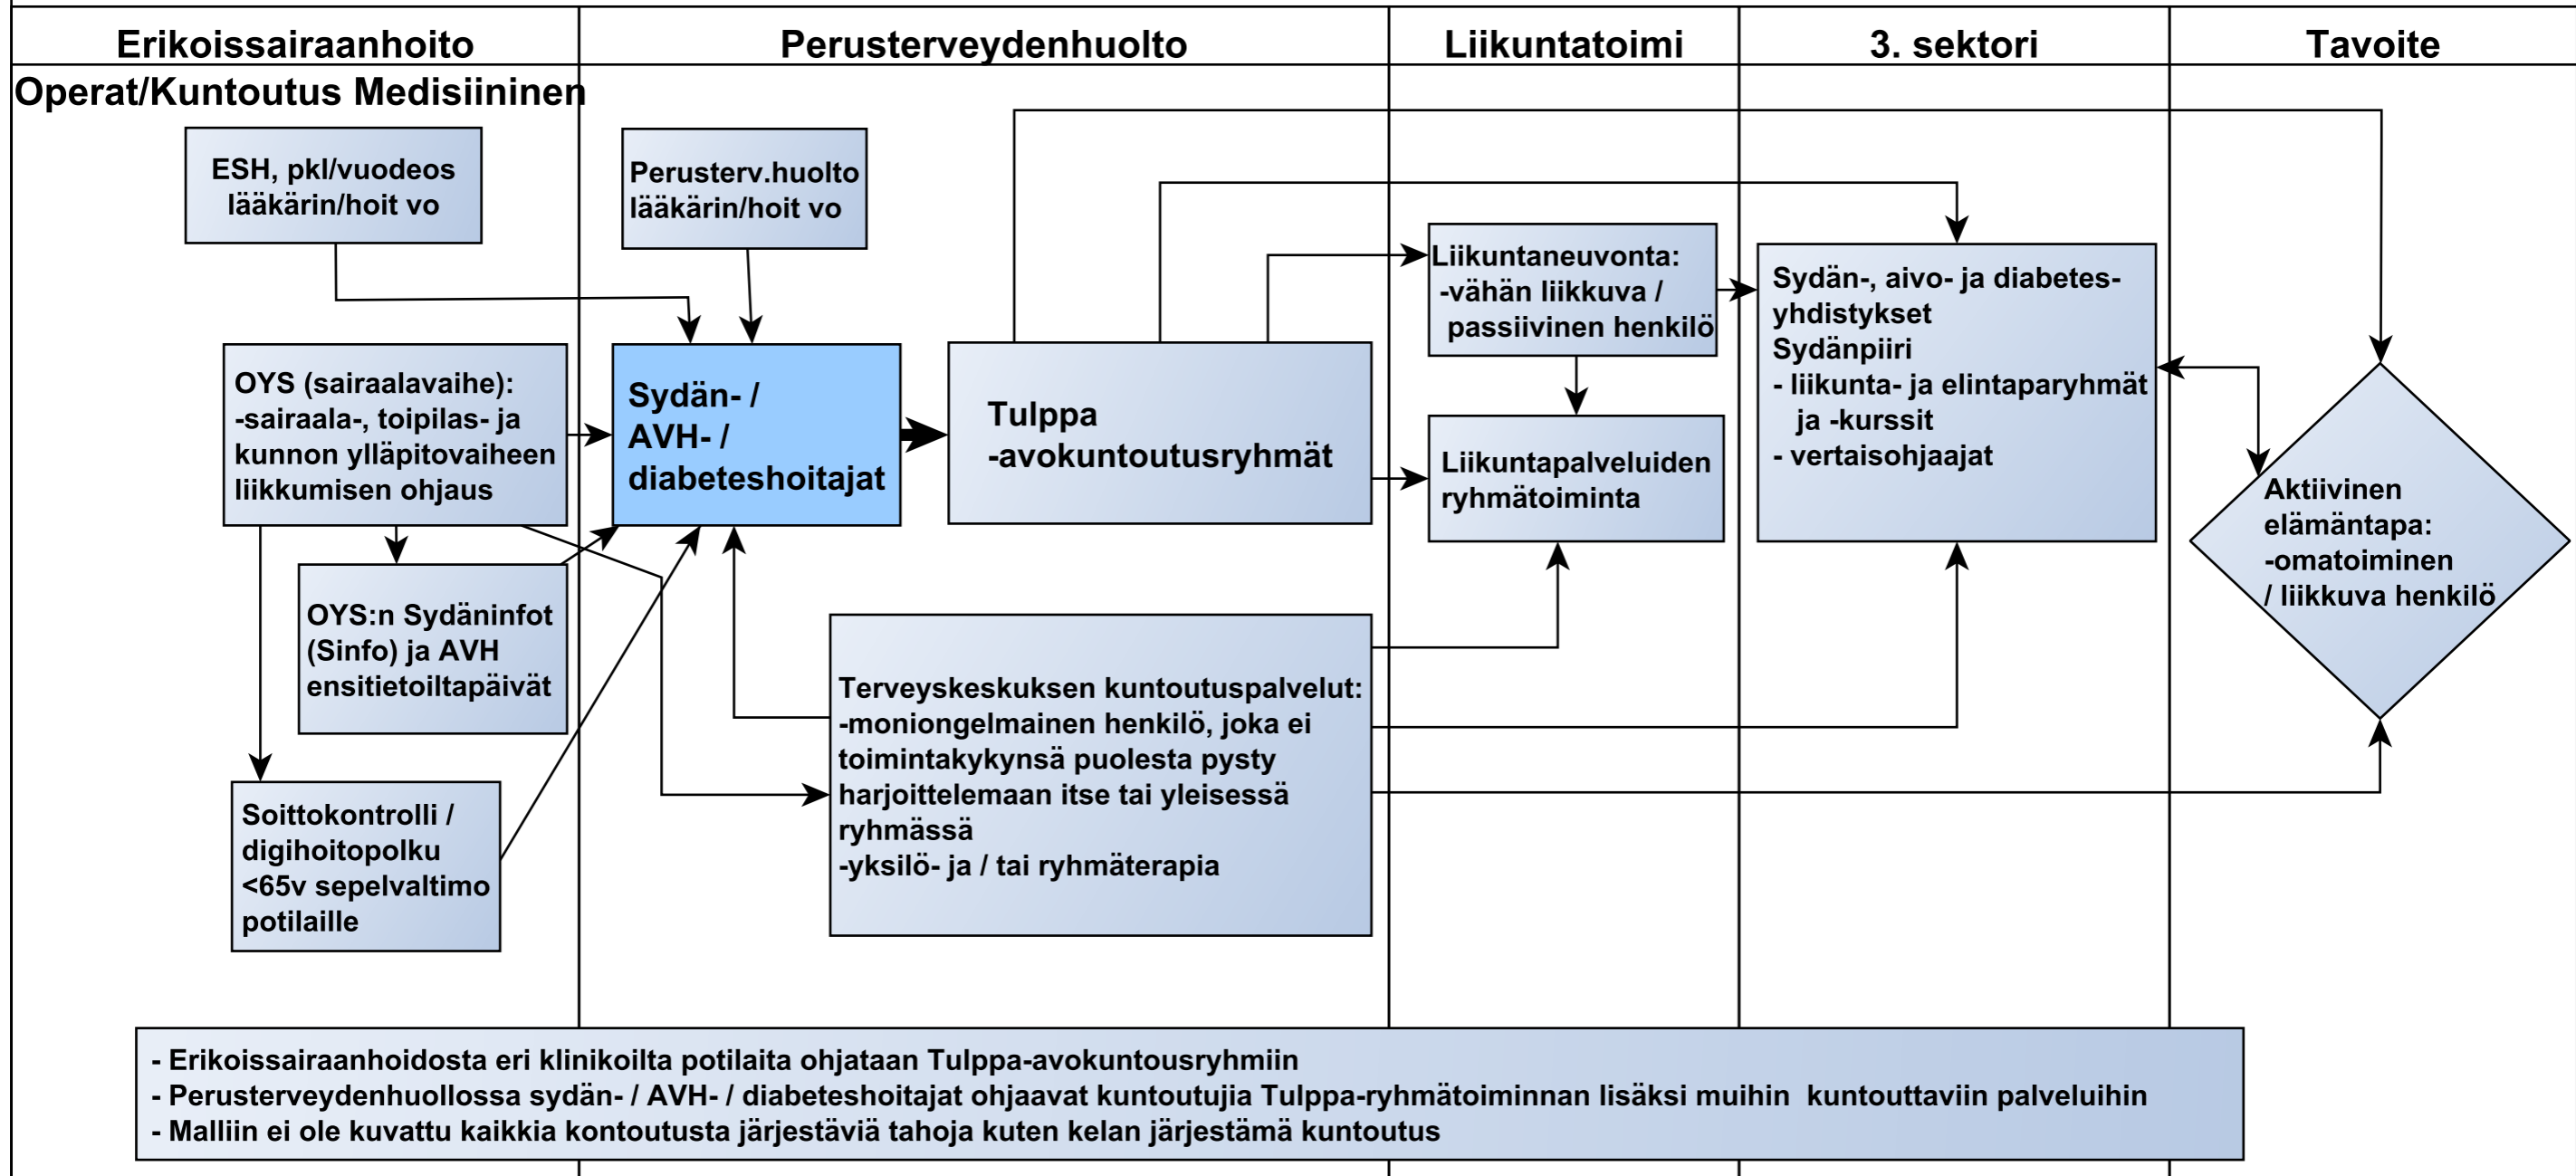 Erikoissairaanhoito
Perusterveydenhuolto
Liikuntatoimi
3. sektori
Tavoite
Operat/Kuntoutus Medisiininen
ESH, pkl/vuodeos
lääkärin/hoit vo
Perusterv.huolto
lääkärin/hoit vo
OYS (sairaalavaihe):
-sairaala-, toipilas- ja
kunnon ylläpitovaiheen
liikkumisen ohjaus
Sydän- /
AVH- /
diabeteshoitajat
Tulppa
-avokuntoutusryhmät
Liikuntaneuvonta:
-vähän liikkuva /
passiivinen henkilö
Liikuntapalveluiden
ryhmätoiminta
Sydän-, aivo- ja diabetes-
yhdistykset
Sydänpiiri
- liikunta- ja elintaparyhmät
ja -kurssit
- vertaisohjaajat
Aktiivinen
elämäntapa:
-omatoiminen
/ liikkuva henkilö
OYS:n Sydäninfot
(Sinfo) ja AVH
ensitietoiltapäivät
Soittokontrolli /
digihoitopolku
<65v sepelvaltimo
potilaille
Terveyskeskuksen kuntoutuspalvelut:
-moniongelmainen henkilö, joka ei
toimintakykynsä puolesta pysty
harjoittelemaan itse tai yleisessä
ryhmässä
-yksilö- ja / tai ryhmäterapia
- Erikoissairaanhoidosta eri klinikoilta potilaita ohjataan Tulppa-avokuntousryhmiin
- Perusterveydenhuollossa sydän- / AVH- / diabeteshoitajat ohjaavat kuntoutujia Tulppa-ryhmätoiminnan lisäksi muihin  kuntouttaviin palveluihin
- Malliin ei ole kuvattu kaikkia kontoutusta järjestäviä tahoja kuten kelan järjestämä kuntoutus